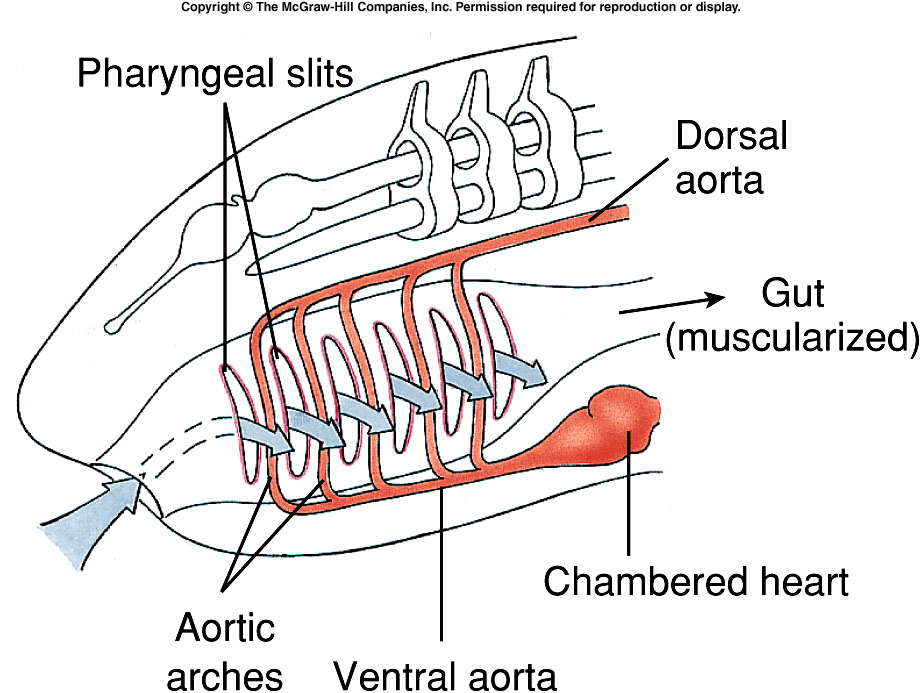 Copyright © The McGraw-Hill Companies, Inc. Permission required for reproduction or display.
Pharyngeal slits
Dorsal
aorta
Gut
(muscularized)
Chambered heart
Aortic
arches
Ventral aorta